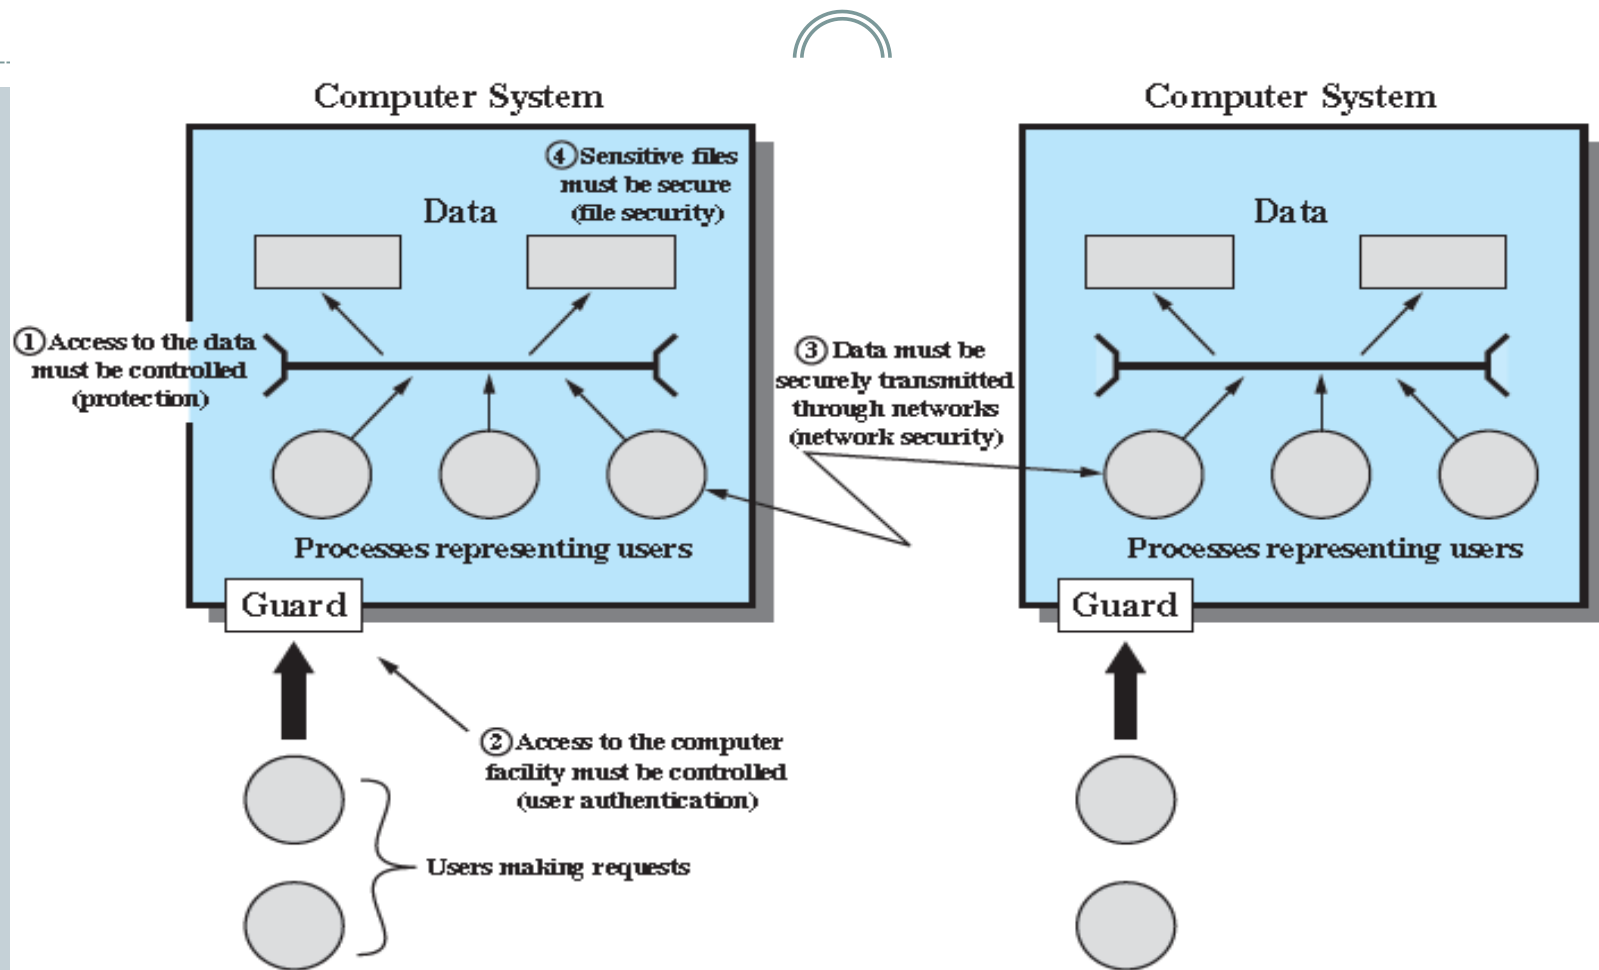 Computer System
④Sensitive files
must be secure
(file security)
Data
①Access to the data
must be controlled
(protection)
Processes representing users
Guard
②Access to the computer
facility must be controlled
(user authentication)
Users making requests
③Data must be
securely transmitted
through networks
(network security)
Computer System
Data
Processes representing users
Guard